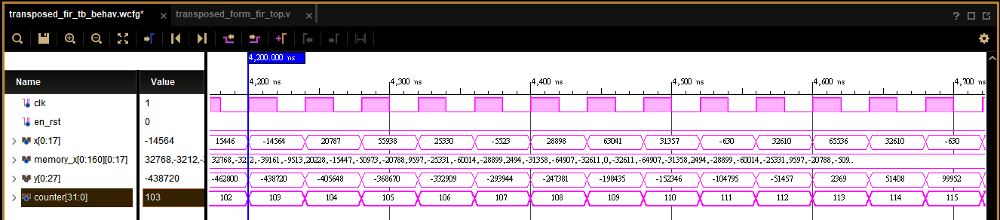 transposed_fir_tb_behav.wcfg* × transposed_form_fir_top.v ×
?
4,200.000 ns
Name Value 4,200 ns 4,300 ns 4,400 ns 4,500 ns 4,600 ns 4,700 ns
clk 1
en_rst 0
x[0:17] -14564 15446 -14564 20787 55938 25330 -5523 28898 63041 31357 -630 32610 65536 32610 -630
memory_x[0:160][0:17] 32768,-3212,-3 32768,-3212,-39161,-9513,20228,-15447,-50973,-20788,9597,-25331,-60014,-28899,2494,-31358,-64907,-32611,0,-32611,-64907,-31358,2494,-28899,-60014,-25331,9597,-20788,-509...
y[0:27] -438720 -462800 -438720 -405648 -368670 -332909 -293944 -247381 -198435 -152346 -104795 -51457 2369 51408 99952
counter[31:0] 103 102 103 104 105 106 107 108 109 110 111 112 113 114 115